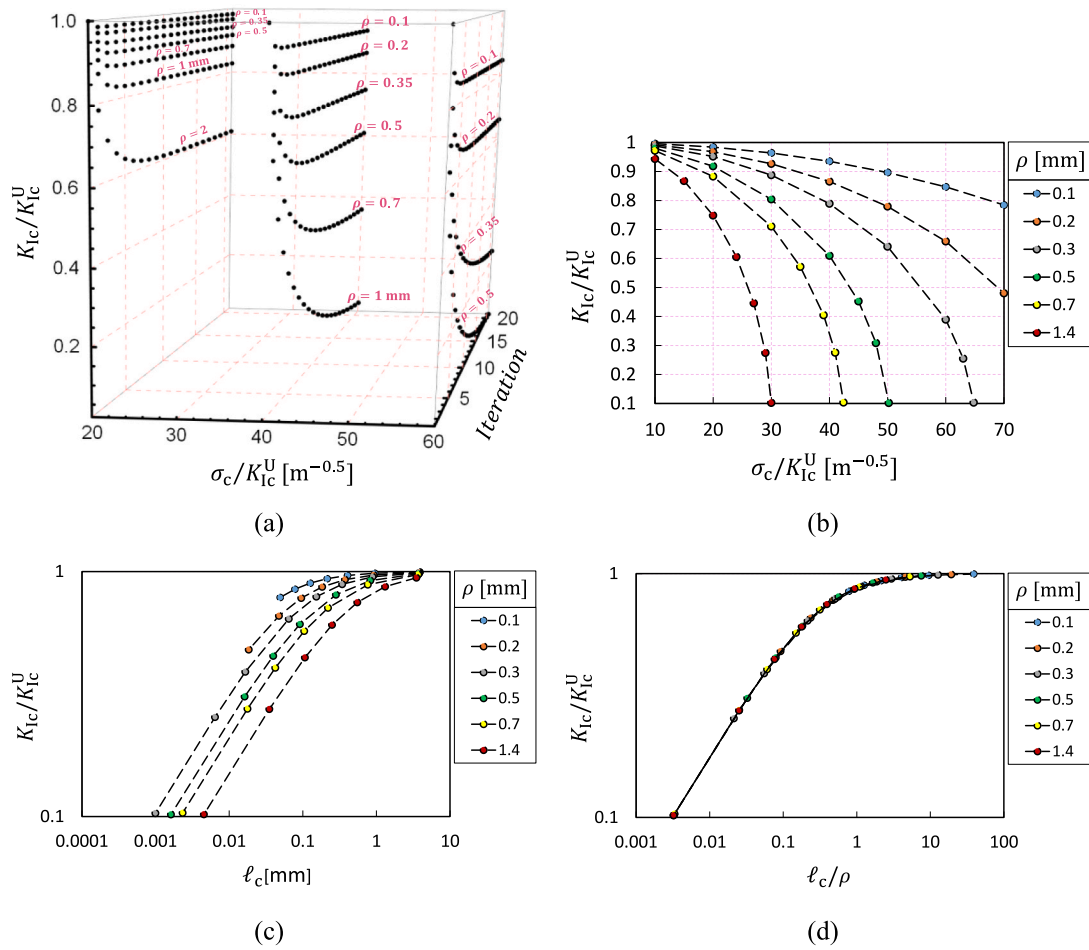 1.0
0.8
0.6
0.4
0.2
K_Ic/K_Ic^U
ρ = 0.1
ρ = 0.35
ρ = 0.5
ρ = 0.7
ρ = 1 mm
ρ = 2
ρ = 0.1
ρ = 0.2
ρ = 0.35
ρ = 0.5
ρ = 0.7
ρ = 1 mm
ρ = 0.1
ρ = 0.2
ρ = 0.35
ρ = 0.5
20
15
10
5
Iteration
20 30 40 50 60
σ_c/K_Ic^U [m^−0.5]
(a)
1
0.9
0.8
0.7
0.6
0.5
0.4
0.3
0.2
0.1
K_Ic/K_Ic^U
10 20 30 40 50 60 70
σ_c/K_Ic^U [m^−0.5]
ρ [mm]
0.1
0.2
0.3
0.5
0.7
1.4
(b)
1
0.1
K_Ic/K_Ic^U
0.0001 0.001 0.01 0.1 1 10
ℓ_c[mm]
ρ [mm]
0.1
0.2
0.3
0.5
0.7
1.4
(c)
1
0.1
K_Ic/K_Ic^U
0.001 0.01 0.1 1 10 100
ℓ_c/ρ
ρ [mm]
0.1
0.2
0.3
0.5
0.7
1.4
(d)